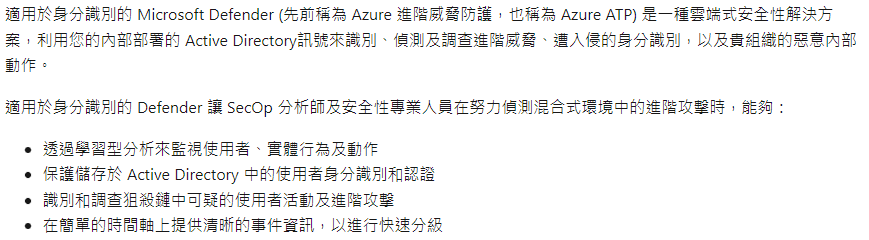 適用於身分識別的 Microsoft Defender (先前稱為 Azure 進階威脅防護，也稱為 Azure ATP) 是一種雲端式安全性解決方
案，利用您的內部部署的 Active Directory訊號來識別、偵測及調查進階威脅、遭入侵的身分識別，以及貴組織的惡意內部
動作。
適用於身分識別的 Defender 讓 SecOp 分析師及安全性專業人員在努力偵測混合式環境中的進階攻擊時，能夠：
• 透過學習型分析來監視使用者、實體行為及動作
• 保護儲存於 Active Directory 中的使用者身分識別和認證
• 識別和調查狙殺鏈中可疑的使用者活動及進階攻擊
• 在簡單的時間軸上提供清晰的事件資訊，以進行快速分級